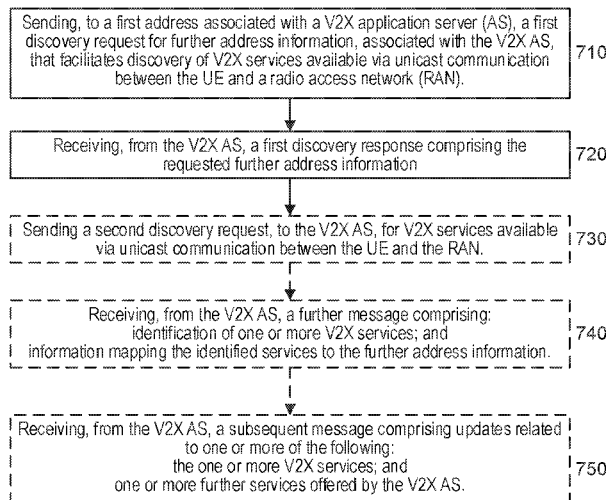 Sending, to a first address associated with a V2X application server (AS), a first
discovery request for further address information, associated with the V2X AS,
that facilitates discovery of V2X services available via unicast communication
between the UE and a radio access network (RAN).
710
Receiving, from the V2X AS, a first discovery response comprising the
requested further address information
720
Sending a second discovery request, to the V2X AS, for V2X services available
via unicast communication between the UE and the RAN.
730
Receiving, from the V2X AS, a further message comprising:
identification of one or more V2X services; and
information mapping the identified services to the further address information.
740
Receiving, from the V2X AS, a subsequent message comprising updates related
to one or more of the following:
the one or more V2X services; and
one or more further services offered by the V2X AS.
750